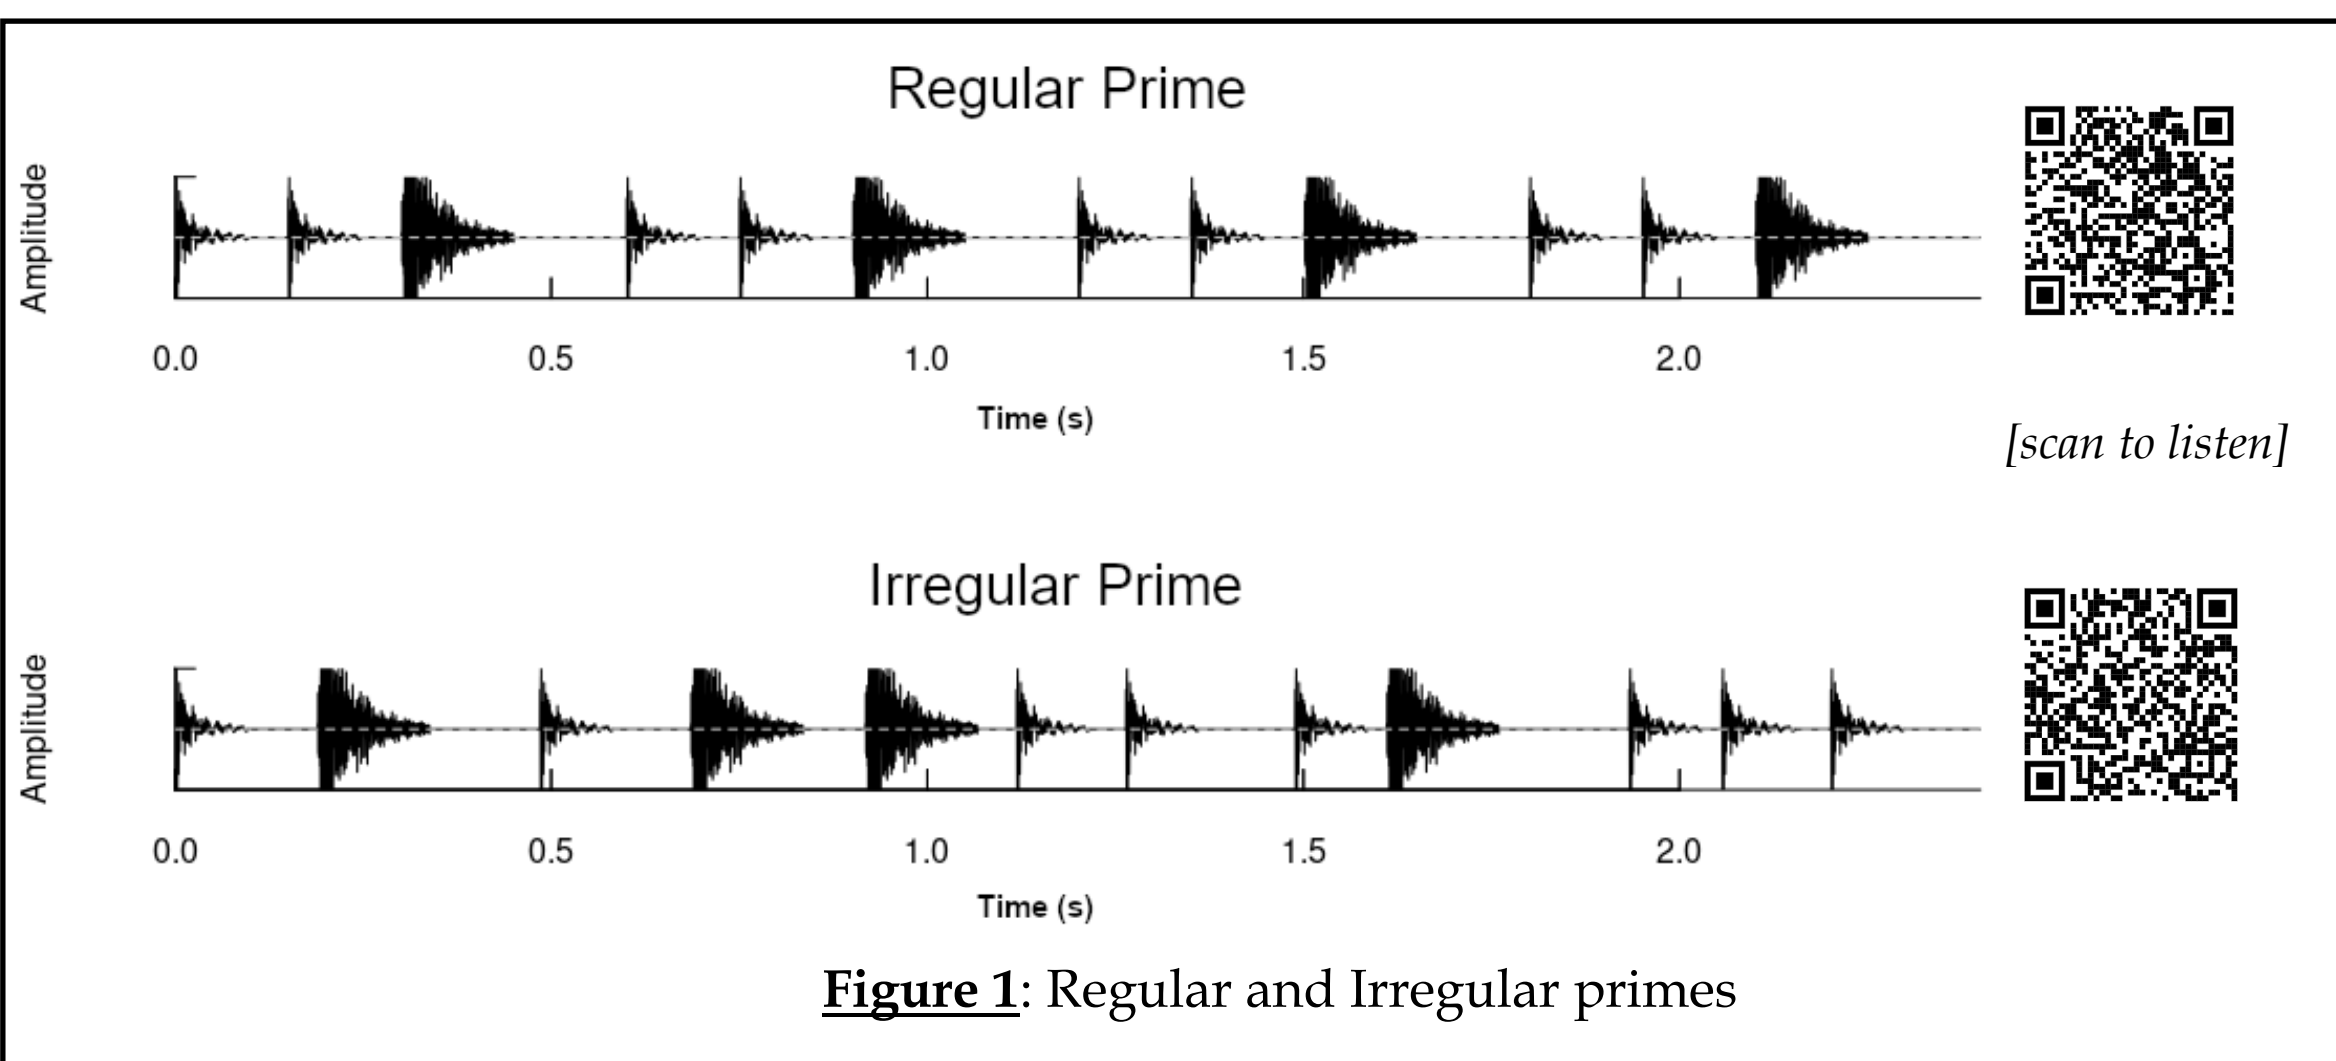 Regular Prime
Amplitude
0.0 0.5 1.0 1.5 2.0
Time (s)
[scan to listen]
Irregular Prime
Amplitude
0.0 0.5 1.0 1.5 2.0
Time (s)
Figure 1: Regular and Irregular primes